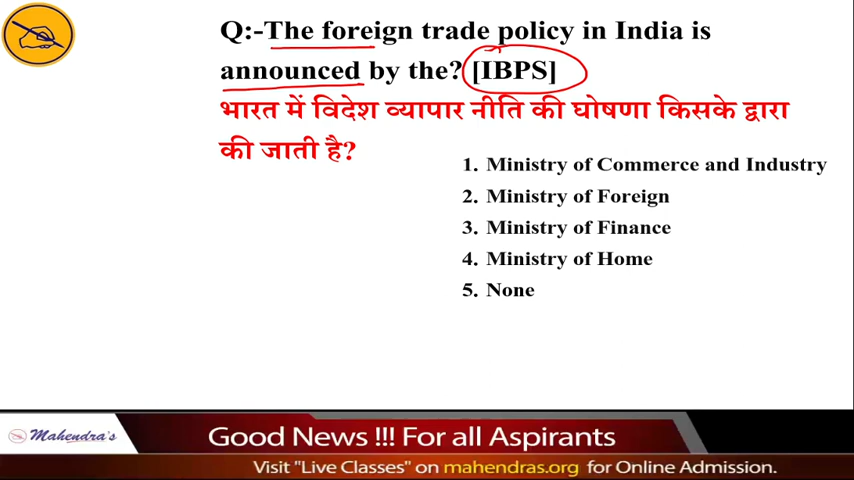 Q:-The foreign trade policy in India is
announced by the? [IBPS]
भारत में विदेश व्यापार नीति की घोषणा किसके द्वारा
की जाती है?
1. Ministry of Commerce and Industry
2. Ministry of Foreign
3. Ministry of Finance
4. Ministry of Home
5. None
Mahendra's
Good News !!! For all Aspirants
Visit "Live Classes" on mahendras.org for Online Admission.